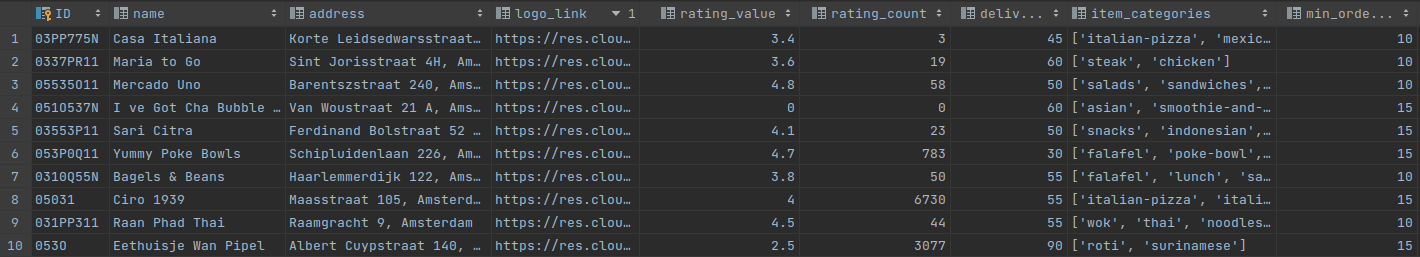 ID name address logo_link 1 rating_value rating_count deliv... item_categories min_orde...
1 03PP775N Casa Italiana Korte Leidsedwarsstraat… https://res.clou… 3.4 3 45 ['italian-pizza', 'mexic… 10
2 0337PR11 Maria to Go Sint Jorisstraat 4H, Am… https://res.clou… 3.6 19 60 ['steak', 'chicken'] 10
3 05535O11 Mercado Uno Barentszstraat 240, Ams… https://res.clou… 4.8 58 50 ['salads', 'sandwiches',… 10
4 051O537N I ve Got Cha Bubble … Van Woustraat 21 A, Ams… https://res.clou… 0 0 60 ['asian', 'smoothie-and-… 15
5 03553P11 Sari Citra Ferdinand Bolstraat 52 … https://res.clou… 4.1 23 50 ['snacks', 'indonesian',… 15
6 053P0Q11 Yummy Poke Bowls Schipluidenlaan 226, Am… https://res.clou… 4.7 783 30 ['falafel', 'poke-bowl',… 15
7 0310Q55N Bagels & Beans Haarlemmerdijk 122, Ams… https://res.clou… 3.8 50 55 ['falafel', 'lunch', 'sa… 10
8 05031 Ciro 1939 Maasstraat 105, Amsterd… https://res.clou… 4 6730 55 ['italian-pizza', 'itali… 15
9 031PP311 Raan Phad Thai Raamgracht 9, Amsterdam https://res.clou… 4.5 44 55 ['wok', 'thai', 'noodles… 15
10 053O Eethuisje Wan Pipel Albert Cuypstraat 140, … https://res.clou… 2.5 3077 90 ['roti', 'surinamese'] 15